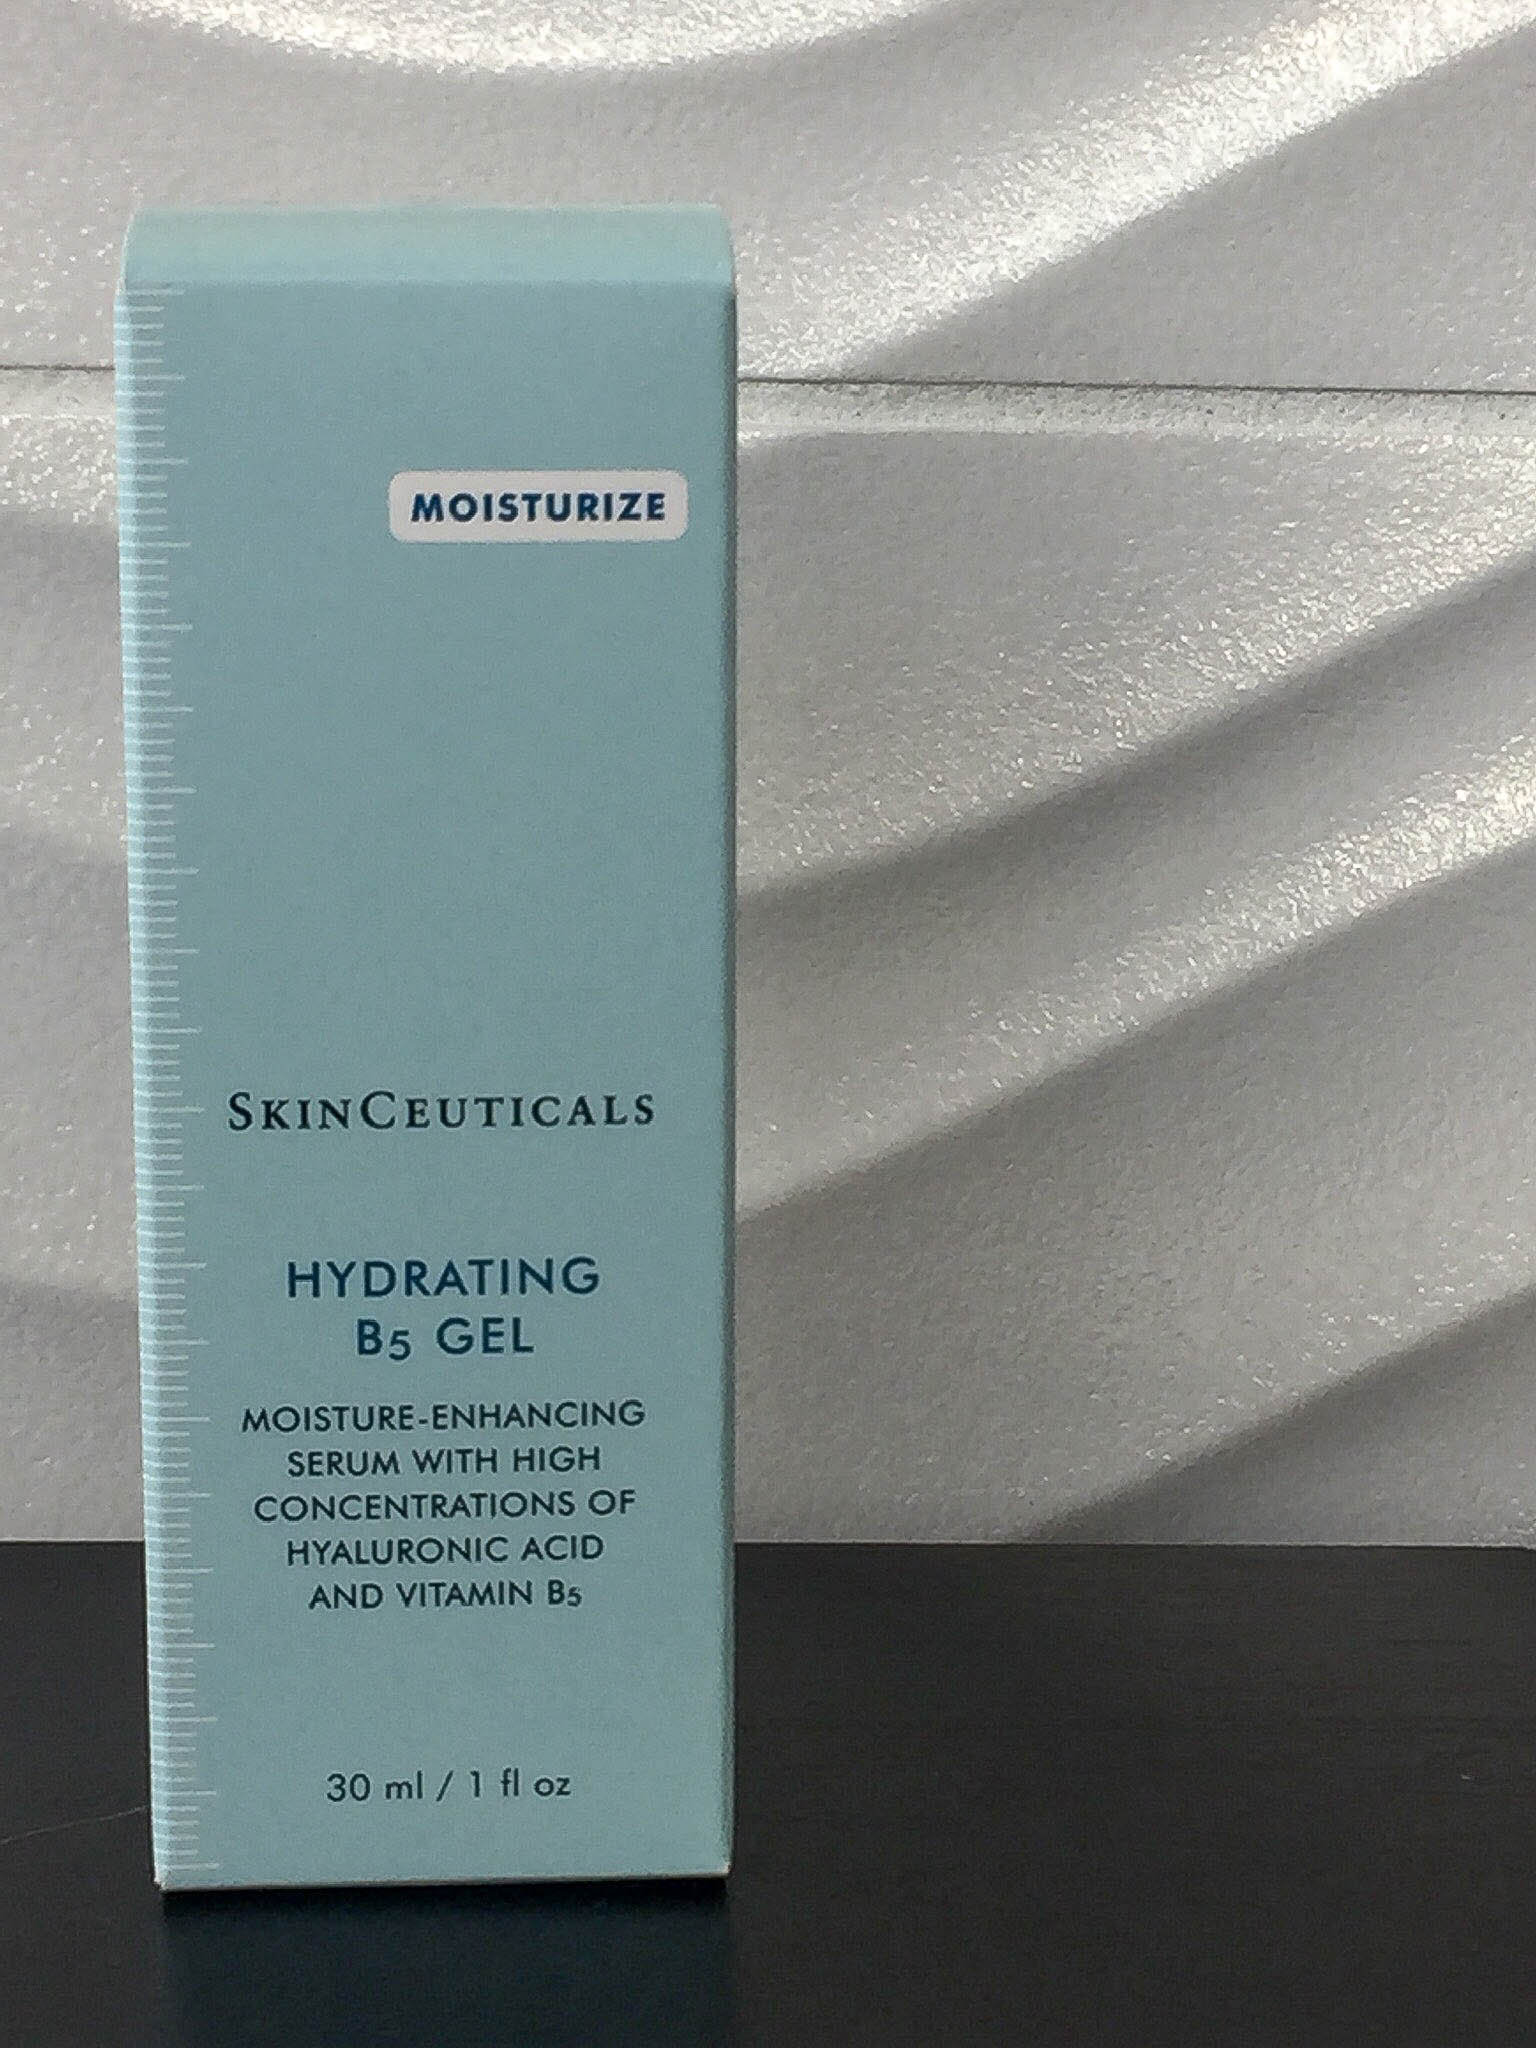 MOISTURIZE
SKINCEUTICALS
HYDRATING
B5 GEL
MOISTURE-ENHANCING
SERUM WITH HIGH
CONCENTRATIONS OF
HYALURONIC ACID
AND VITAMIN B5
30 ml / 1 fl oz